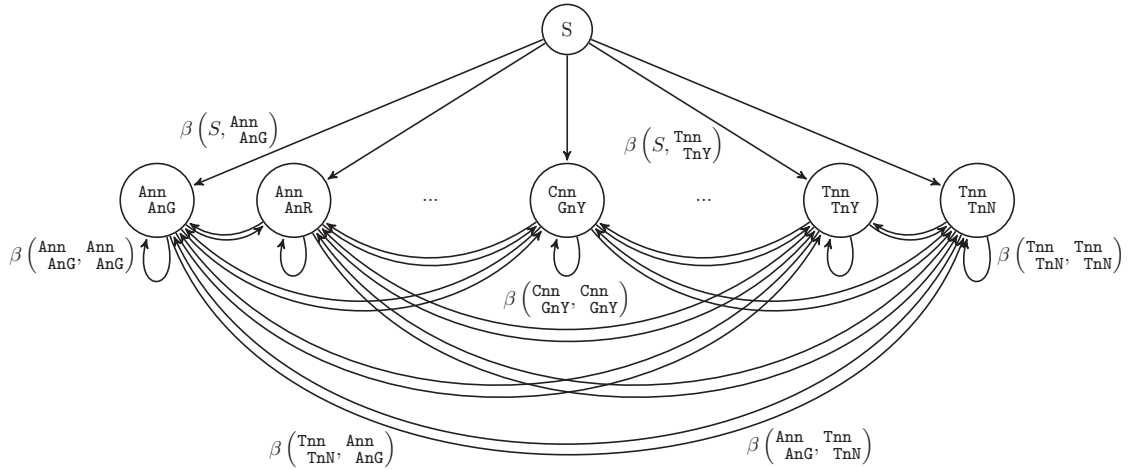 S
β (S, Ann AnG)
β (S, Tnn TnY)
Ann
AnG
Ann
AnR
...
Cnn
GnY
...
Tnn
TnY
Tnn
TnN
β (Ann AnG, Ann AnG)
β (Cnn GnY, Cnn GnY)
β (Tnn TnN, Tnn TnN)
β (Tnn TnN, Ann AnG)
β (Ann AnG, Tnn TnN)